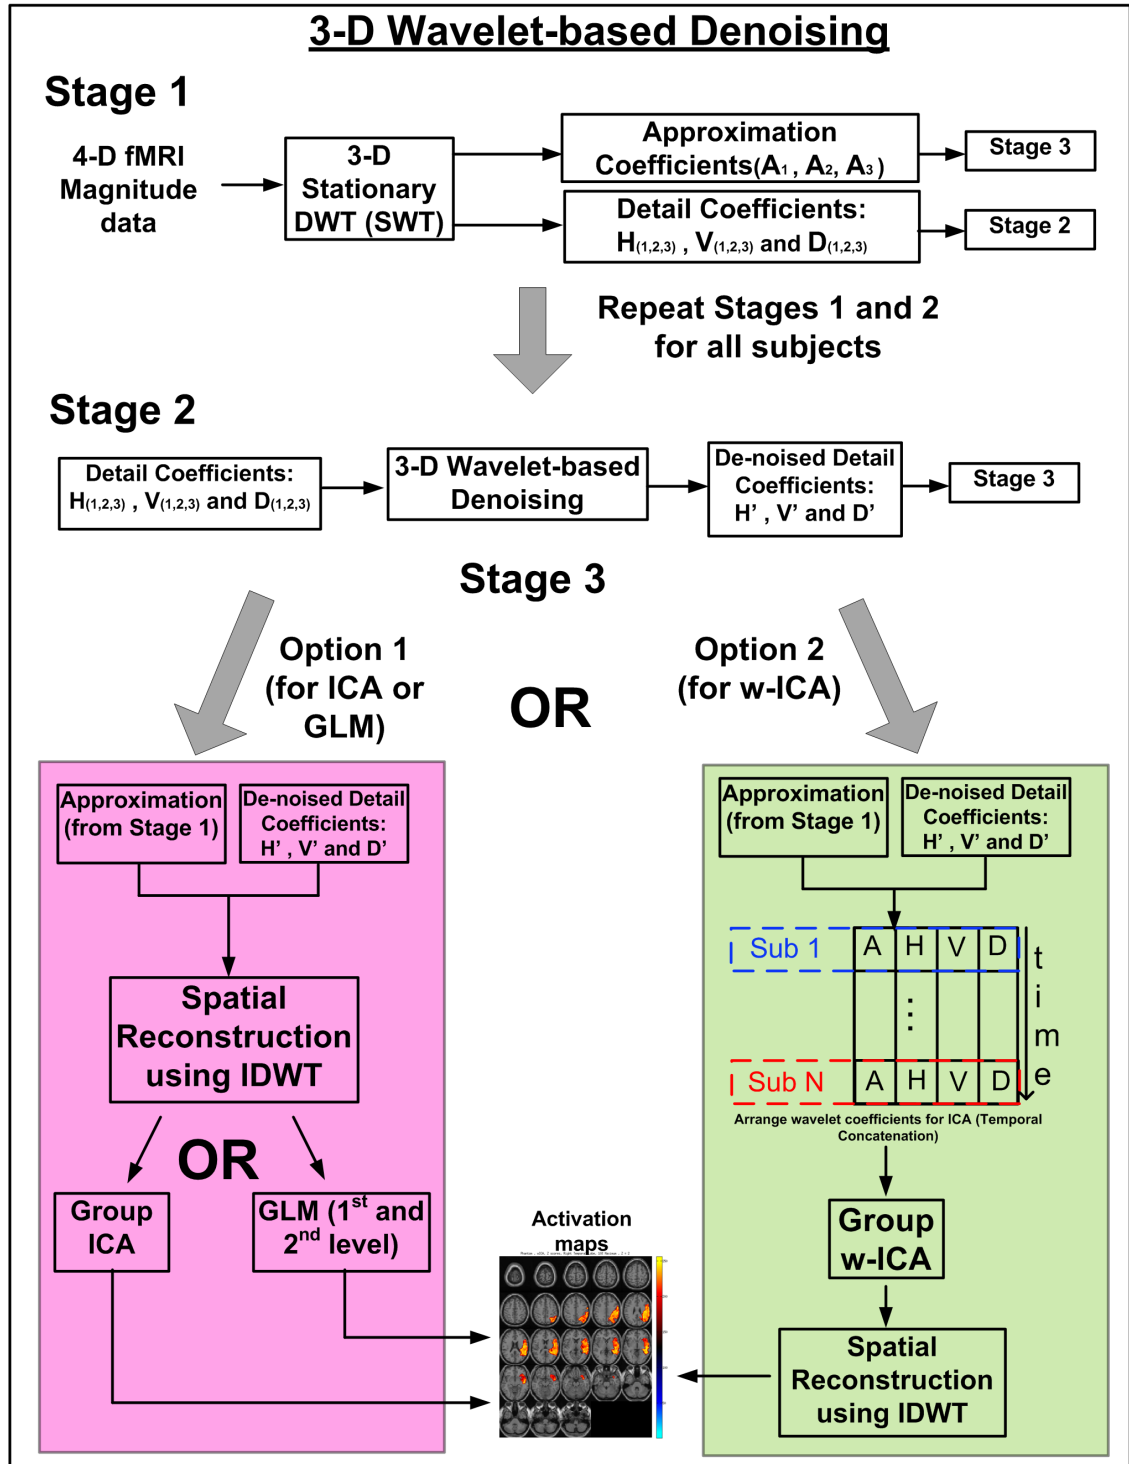 3-D Wavelet-based Denoising
Stage 1
4-D fMRI
Magnitude
data
3-D
Stationary
DWT (SWT)
Approximation
Coefficients(A1 , A2, A3 )
Stage 3
Detail Coefficients:
H(1,2,3) , V(1,2,3) and D(1,2,3)
Stage 2
Repeat Stages 1 and 2
for all subjects
Stage 2
Detail Coefficients:
H(1,2,3) , V(1,2,3) and D(1,2,3)
3-D Wavelet-based
Denoising
De-noised Detail
Coefficients:
H’ , V’ and D’
Stage 3
Stage 3
Option 1
(for ICA or
GLM)
OR
Option 2
(for w-ICA)
Approximation
(from Stage 1)
De-noised Detail
Coefficients:
H’ , V’ and D’
Spatial
Reconstruction
using IDWT
OR
Group
ICA
GLM (1st and
2nd level)
Activation
maps
Approximation
(from Stage 1)
De-noised Detail
Coefficients:
H’ , V’ and D’
Sub 1 A H V D
⋮
Sub N A H V D
time
Arrange wavelet coefficients for ICA (Temporal
Concatenation)
Group
w-ICA
Spatial
Reconstruction
using IDWT